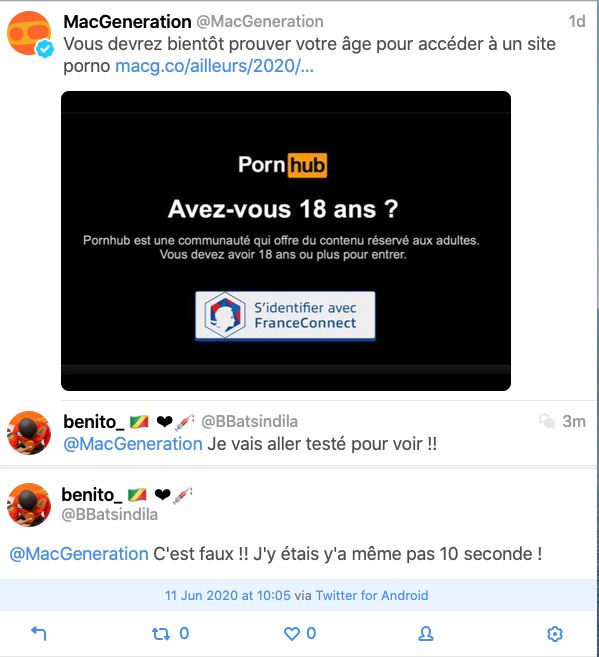 MacGeneration @MacGeneration 1d
Vous devrez bientôt prouver votre âge pour accéder à un site
porno macg.co/ailleurs/2020/...
Porn hub
Avez-vous 18 ans ?
Pornhub est une communauté qui offre du contenu réservé aux adultes.
Vous devez avoir 18 ans ou plus pour entrer.
S'identifier avec
FranceConnect
benito_ 🇨🇬 ❤️💉 @BBatsindila 3m
@MacGeneration Je vais aller testé pour voir !!
benito_ 🇨🇬 ❤️💉
@BBatsindila
@MacGeneration C'est faux !! J'y étais y'a même pas 10 seconde !
11 Jun 2020 at 10:05 via Twitter for Android
0 0